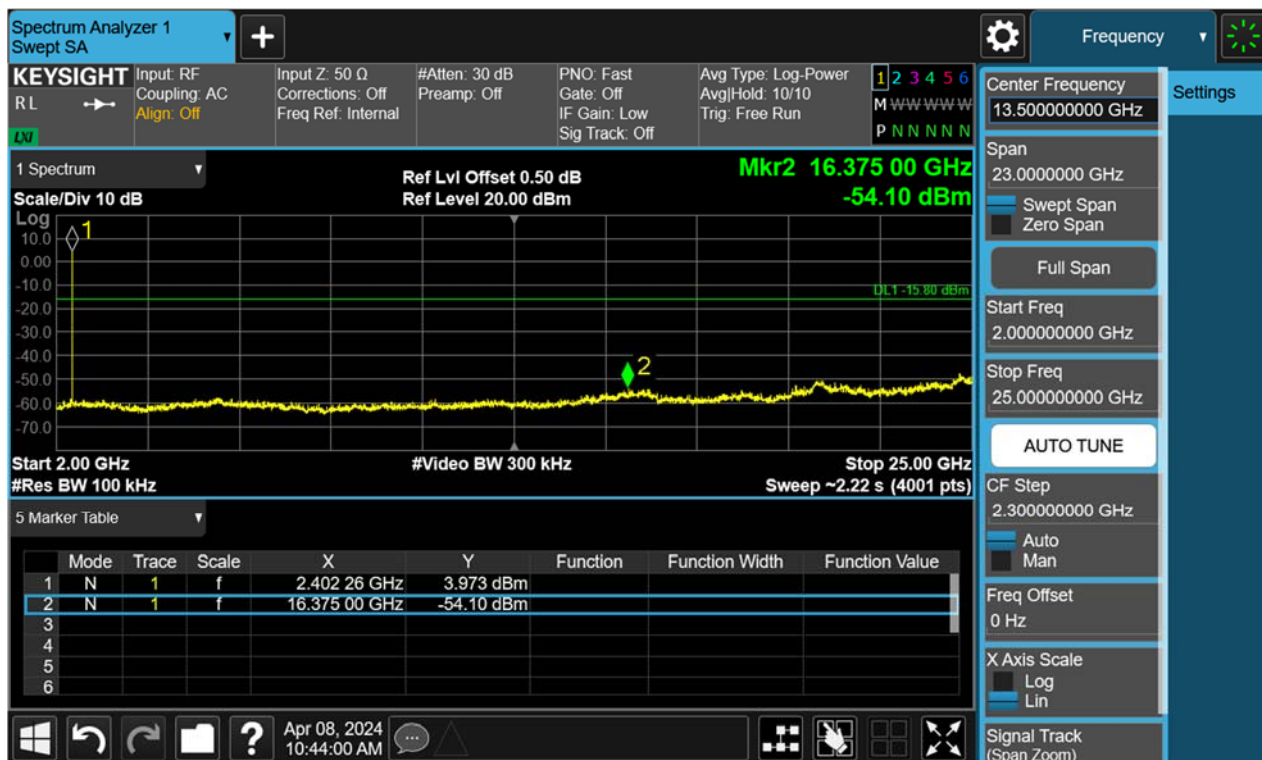 Spectrum Analyzer 1
Swept SA
+
Frequency
KEYSIGHT
R L
LXI
Input: RF
Coupling: AC
Align: Off
Input Z: 50 Ω
Corrections: Off
Freq Ref: Internal
#Atten: 30 dB
Preamp: Off
PNO: Fast
Gate: Off
IF Gain: Low
Sig Track: Off
Avg Type: Log-Power
Avg|Hold: 10/10
Trig: Free Run
1 2 3 4 5 6
M W W W W W
P N N N N N
1 Spectrum
Scale/Div 10 dB
Ref Lvl Offset 0.50 dB
Ref Level 20.00 dBm
Mkr2 16.375 00 GHz
-54.10 dBm
Log
10.0
0.00
-10.0
-20.0
-30.0
-40.0
-50.0
-60.0
-70.0
1
2
DL1 -15.80 dBm
Start 2.00 GHz
#Video BW 300 kHz
Stop 25.00 GHz
#Res BW 100 kHz
Sweep ~2.22 s (4001 pts)
5 Marker Table
Mode Trace Scale X Y Function Function Width Function Value
1 N 1 f 2.402 26 GHz 3.973 dBm
2 N 1 f 16.375 00 GHz -54.10 dBm
3
4
5
6
?
Apr 08, 2024
10:44:00 AM
Center Frequency
13.500000000 GHz
Settings
Span
23.0000000 GHz
Swept Span
Zero Span
Full Span
Start Freq
2.000000000 GHz
Stop Freq
25.000000000 GHz
AUTO TUNE
CF Step
2.300000000 GHz
Auto
Man
Freq Offset
0 Hz
X Axis Scale
Log
Lin
Signal Track
(Span Zoom)